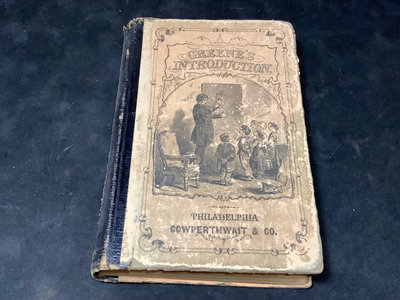 GREENE'S
INTRODUCTION.
PHILADELPHIA
COWPERTHWAIT & CO.